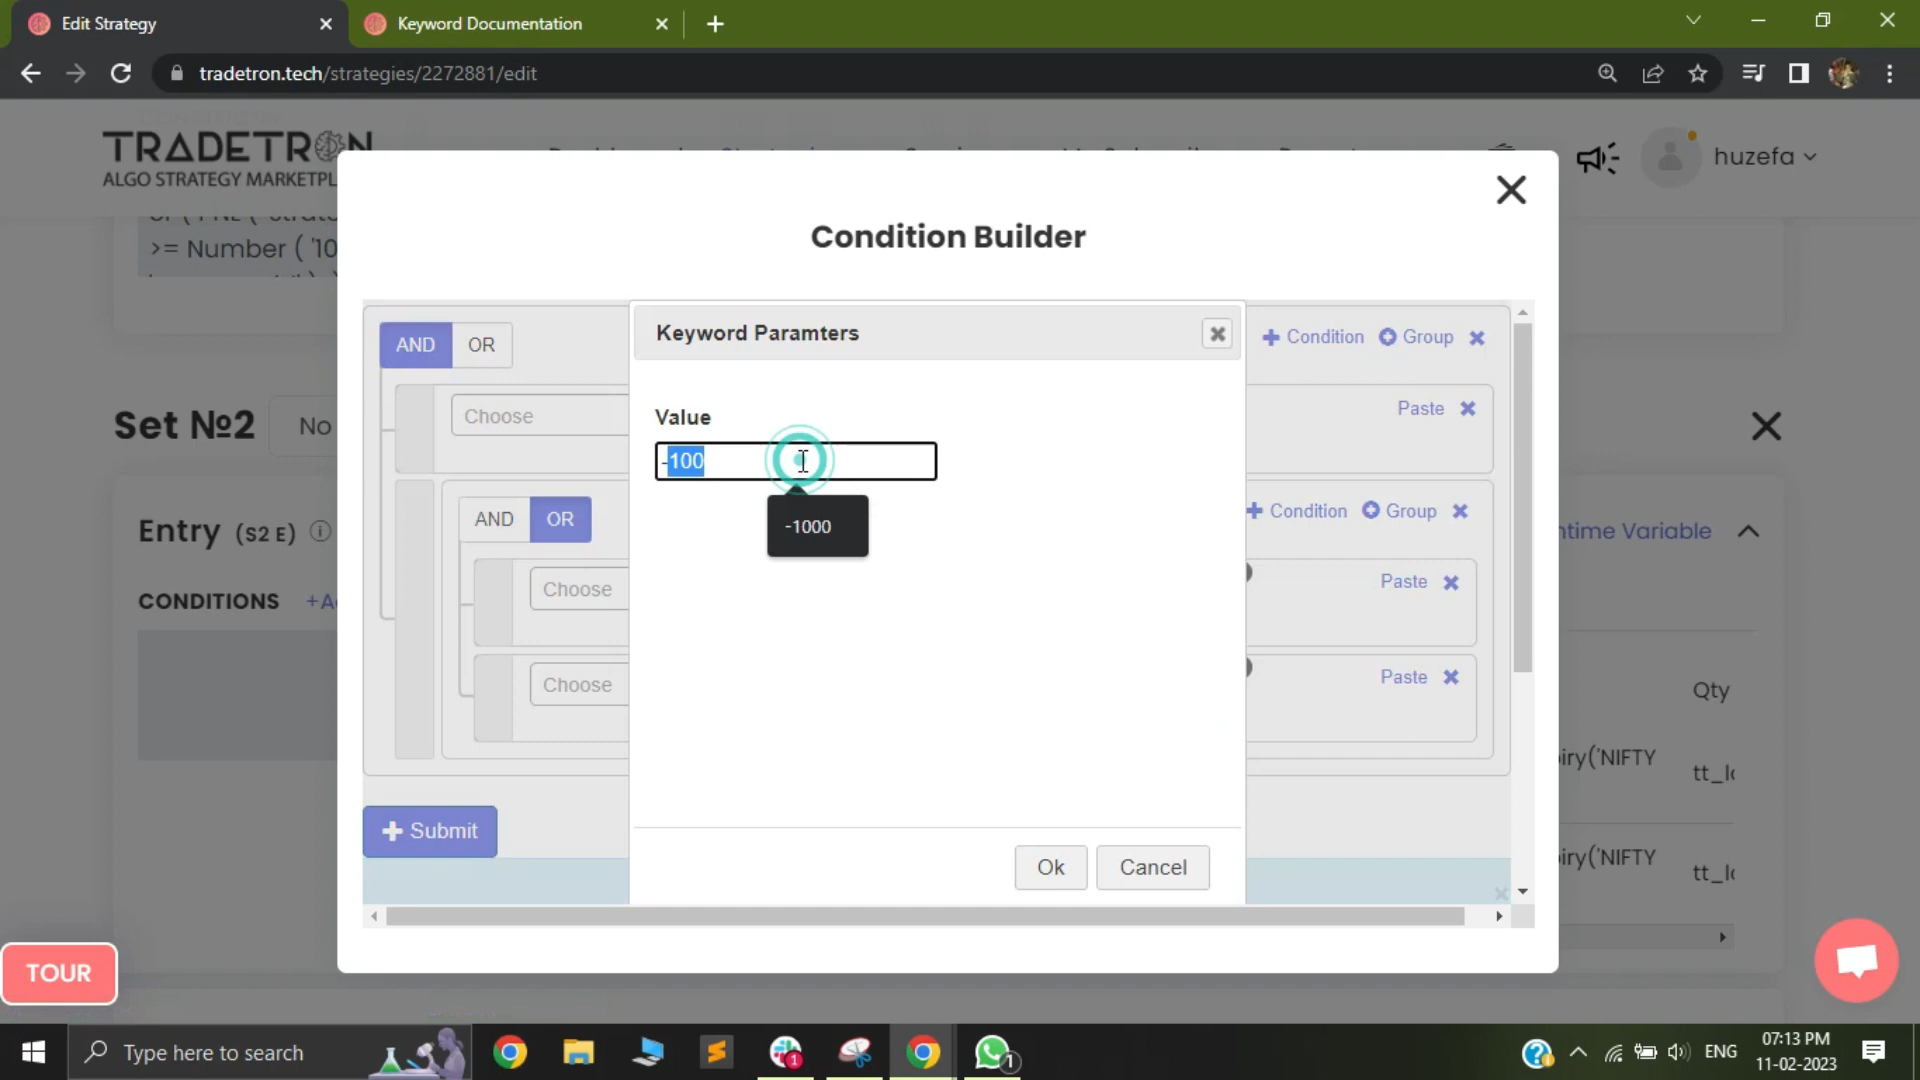 Edit Strategy
Keyword Documentation
tradetron.tech/strategies/2272881/edit
TRADETRON
ALGO STRATEGY MARKETPL
huzefa
>= Number ( '10
Condition Builder
AND OR
Keyword Paramters
+ Condition Group
Choose
Value
Paste
-100
-1000
Set №2
No
AND OR
Condition Group
Entry (S2 E)
ntime Variable
Choose
Paste
CONDITIONS
Choose
Paste
Qty
iry('NIFTY
Submit
iry('NIFTY
Ok
Cancel
TOUR
Type here to search
1
1
ENG
07:13 PM
11-02-2023